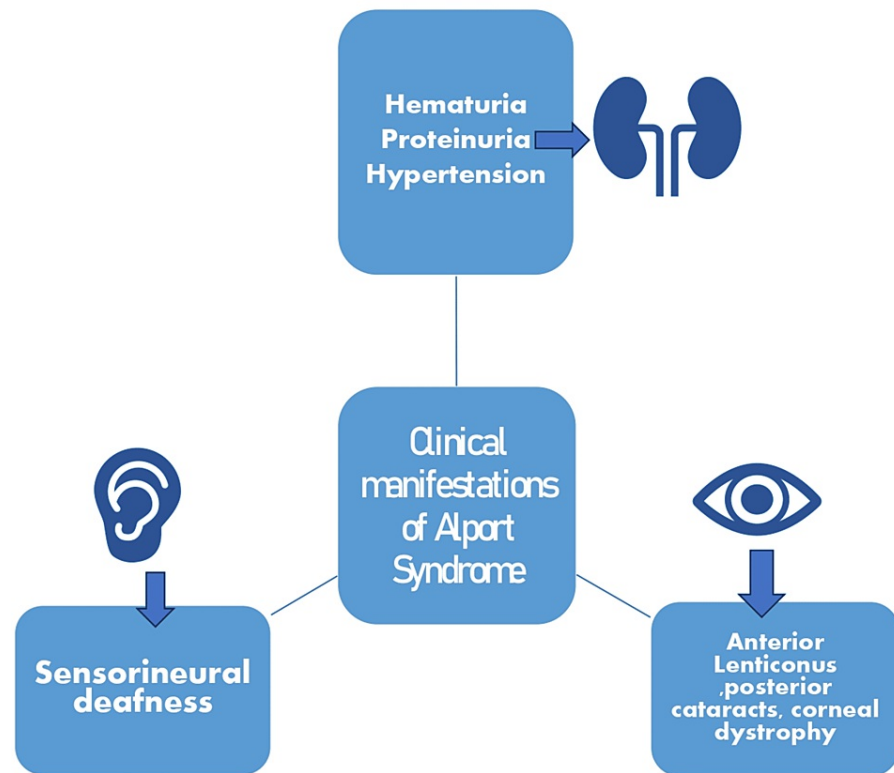 Hematuria
Proteinuria
Hypertension
Clinical
manifestations
of Alport
Syndrome
Sensorineural
deafness
Anterior
Lenticonus
,posterior
cataracts, corneal
dystrophy